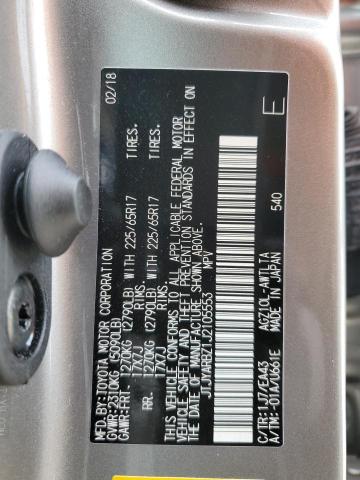 MFD.BY:TOYOTA MOTOR CORPORATION 02/18
GVWR:2310KG (5090LB)
GAWR:FRT. 1270KG (2790LB) WITH 225/65R17 TIRES.
17X7J RIMS.
RR. 1270KG (2790LB) WITH 225/65R17 TIRES.
17X7J RIMS.
THIS VEHICLE CONFORMS TO ALL APPLICABLE FEDERAL MOTOR
VEHICLE SAFETY AND THEFT PREVENTION STANDARDS IN EFFECT ON
THE DATE OF MANUFACTURE SHOWN ABOVE.
JTJYARBZ1J2105553 MPV
E
C/TR:1J7/EA45 AGZ10L-AWTLTA 540
A/TM:-01A/U661E MADE IN JAPAN